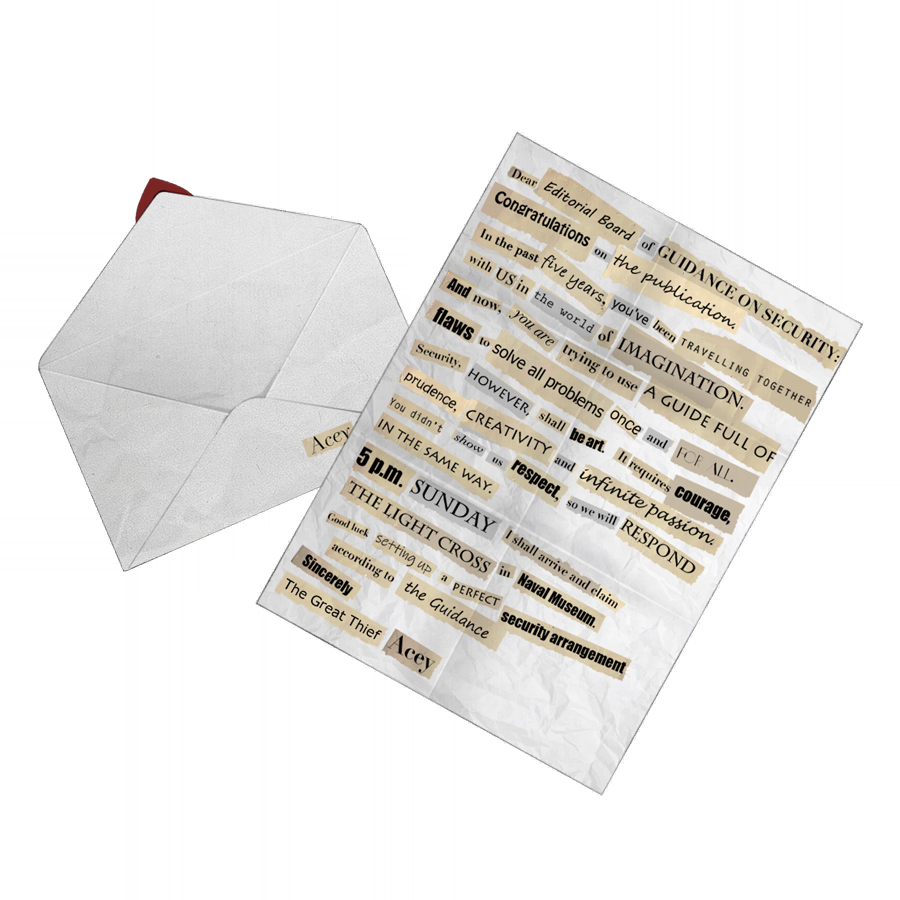 Acey
Dear Editorial Board of GUIDANCE ON SECURITY:
Congratulations on the publication.
In the past five years, you've been TRAVELLING TOGETHER
with US in the world of IMAGINATION.
And now, you are trying to use A GUIDE FULL OF
flaws to solve all problems once and FOR ALL.
Security, HOWEVER, shall be art. It requires courage,
prudence, CREATIVITY and infinite passion.
You didn't show us respect, so we will RESPOND
IN THE SAME WAY.
5 p.m. SUNDAY I shall arrive and claim
THE LIGHT CROSS in Naval Museum.
Good luck setting up a PERFECT security arrangement
according to the Guidance
Sincerely
The Great Thief Acey